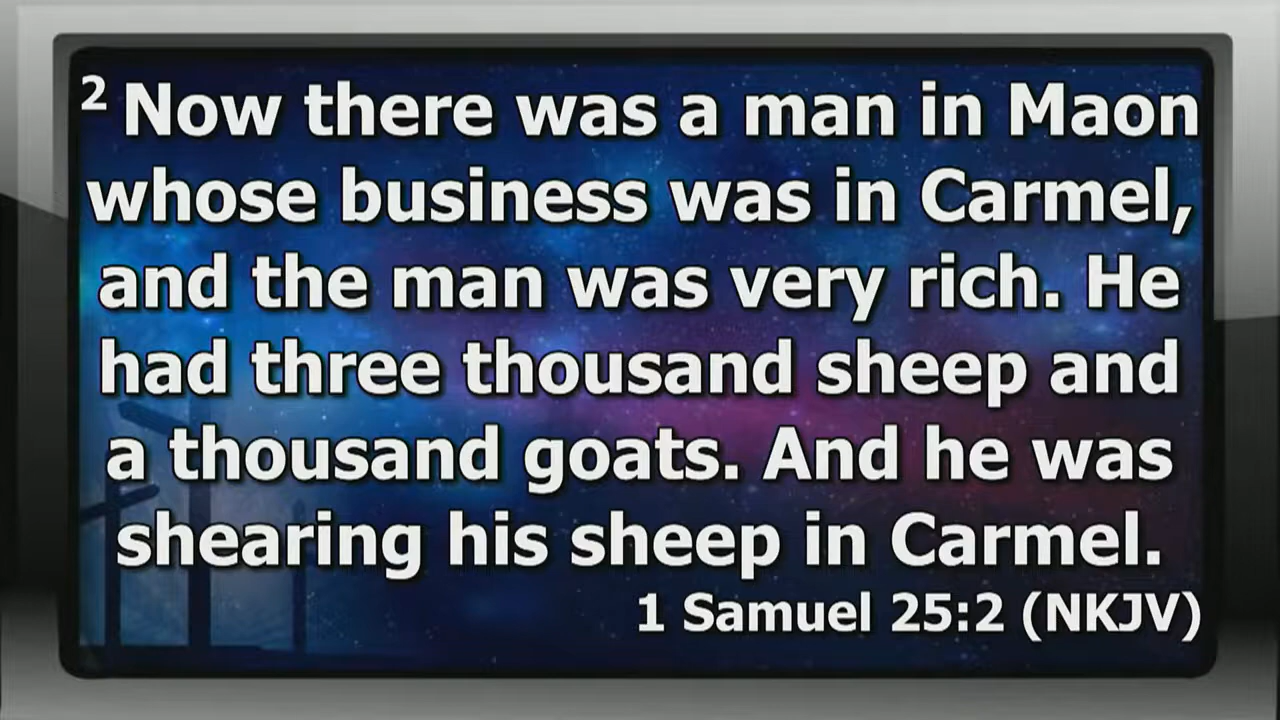 2 Now there was a man in Maon
whose business was in Carmel,
and the man was very rich. He
had three thousand sheep and
a thousand goats. And he was
shearing his sheep in Carmel.
1 Samuel 25:2 (NKJV)